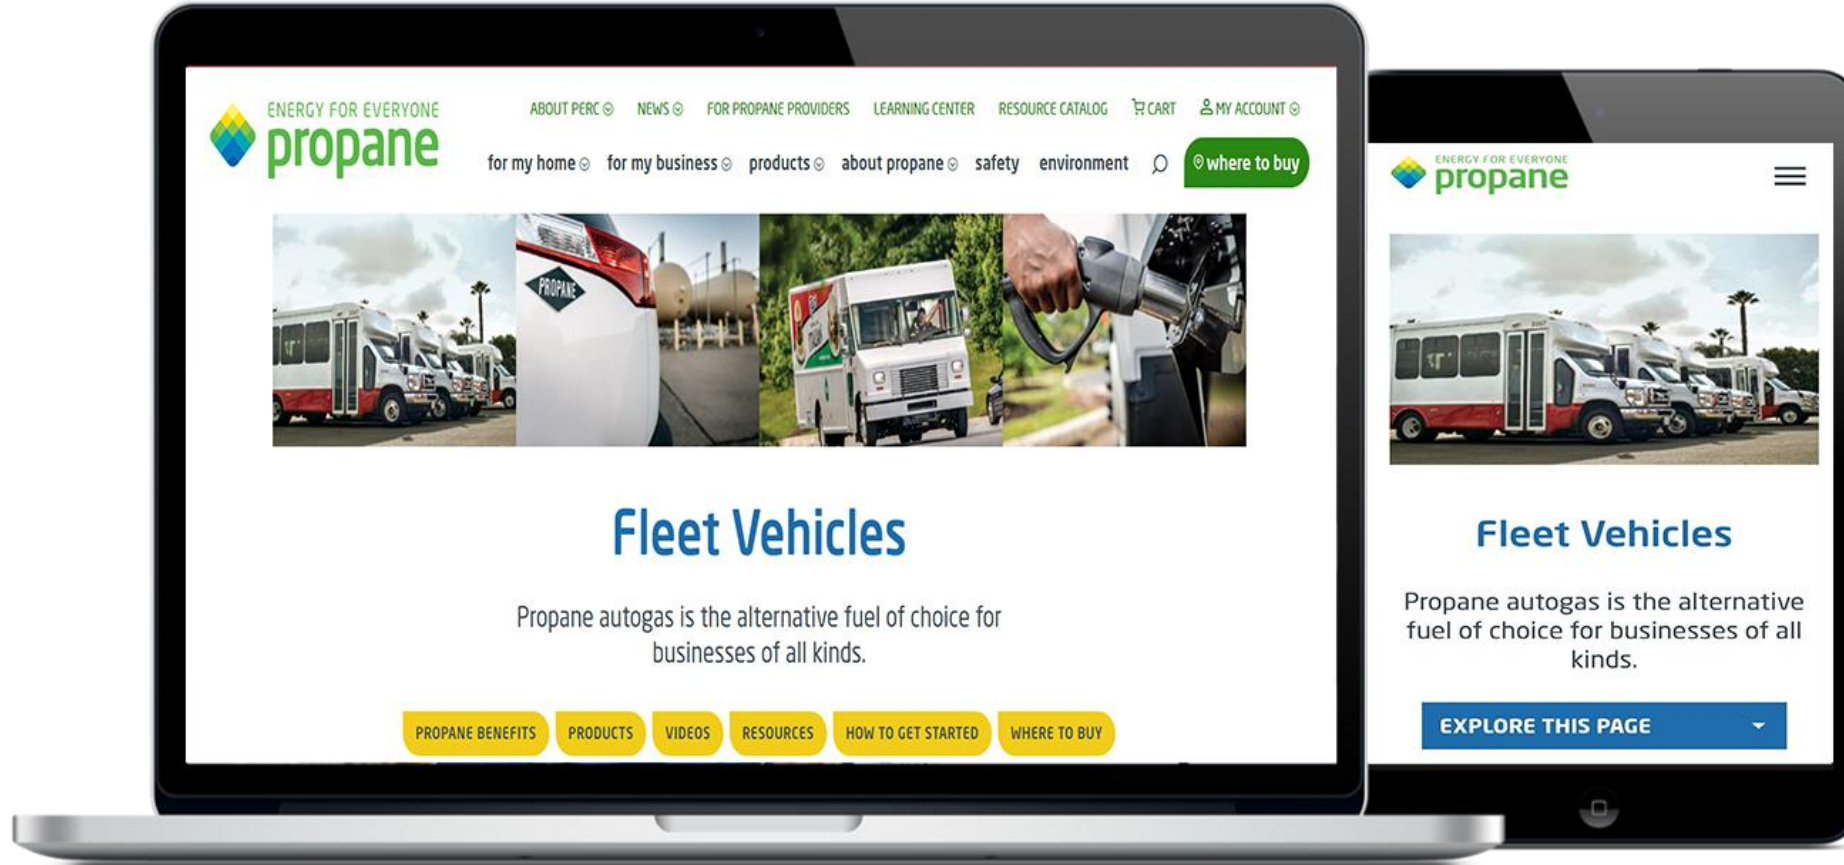 ENERGY FOR EVERYONE
propane
ABOUT PERC NEWS FOR PROPANE PROVIDERS LEARNING CENTER RESOURCE CATALOG CART MY ACCOUNT
for my home for my business products about propane safety environment where to buy
PROPANE
Fleet Vehicles
Propane autogas is the alternative fuel of choice for
businesses of all kinds.
PROPANE BENEFITS PRODUCTS VIDEOS RESOURCES HOW TO GET STARTED WHERE TO BUY
ENERGY FOR EVERYONE
propane
Fleet Vehicles
Propane autogas is the alternative
fuel of choice for businesses of all
kinds.
EXPLORE THIS PAGE